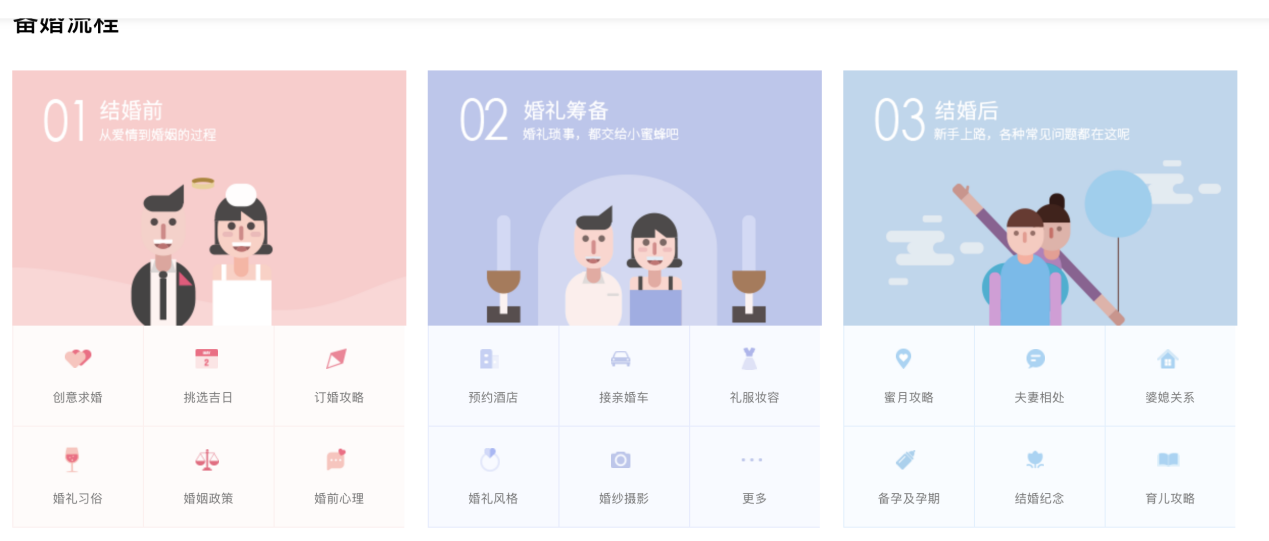 备婚流程
01 结婚前
从爱情到婚姻的过程
02 婚礼筹备
婚礼琐事，都交给小蜜蜂吧
03 结婚后
新手上路，各种常见问题都在这呢
创意求婚
2
挑选吉日
订婚攻略
预约酒店
接亲婚车
礼服妆容
蜜月攻略
夫妻相处
婆媳关系
婚礼习俗
婚姻政策
婚前心理
婚礼风格
婚纱摄影
更多
备孕及孕期
结婚纪念
育儿攻略